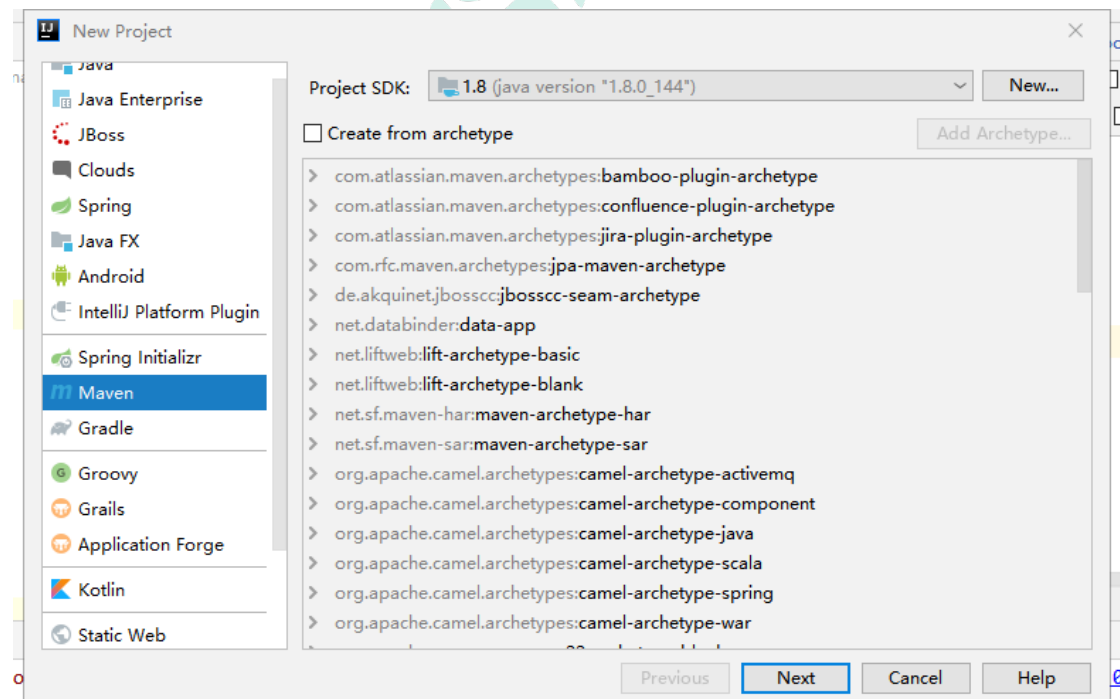 New Project
Java
Java Enterprise
JBoss
Clouds
Spring
Java FX
Android
IntelliJ Platform Plugin
Spring Initializr
Maven
Gradle
Groovy
Grails
Application Forge
Kotlin
Static Web
Project SDK: 1.8 (java version "1.8.0_144") New...
Create from archetype Add Archetype...
com.atlassian.maven.archetypes:bamboo-plugin-archetype
com.atlassian.maven.archetypes:confluence-plugin-archetype
com.atlassian.maven.archetypes:jira-plugin-archetype
com.rfc.maven.archetypes:jpa-maven-archetype
de.akquinet.jbosscc:jbosscc-seam-archetype
net.databinder:data-app
net.liftweb:lift-archetype-basic
net.liftweb:lift-archetype-blank
net.sf.maven-har:maven-archetype-har
net.sf.maven-sar:maven-archetype-sar
org.apache.camel.archetypes:camel-archetype-activemq
org.apache.camel.archetypes:camel-archetype-component
org.apache.camel.archetypes:camel-archetype-java
org.apache.camel.archetypes:camel-archetype-scala
org.apache.camel.archetypes:camel-archetype-spring
org.apache.camel.archetypes:camel-archetype-war
Previous Next Cancel Help